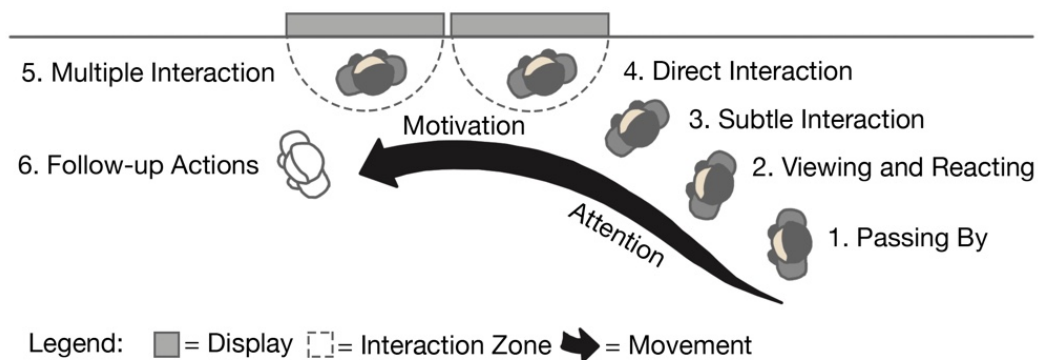 5. Multiple Interaction
4. Direct Interaction
3. Subtle Interaction
Motivation
6. Follow-up Actions
2. Viewing and Reacting
Attention
1. Passing By
Legend: = Display = Interaction Zone = Movement